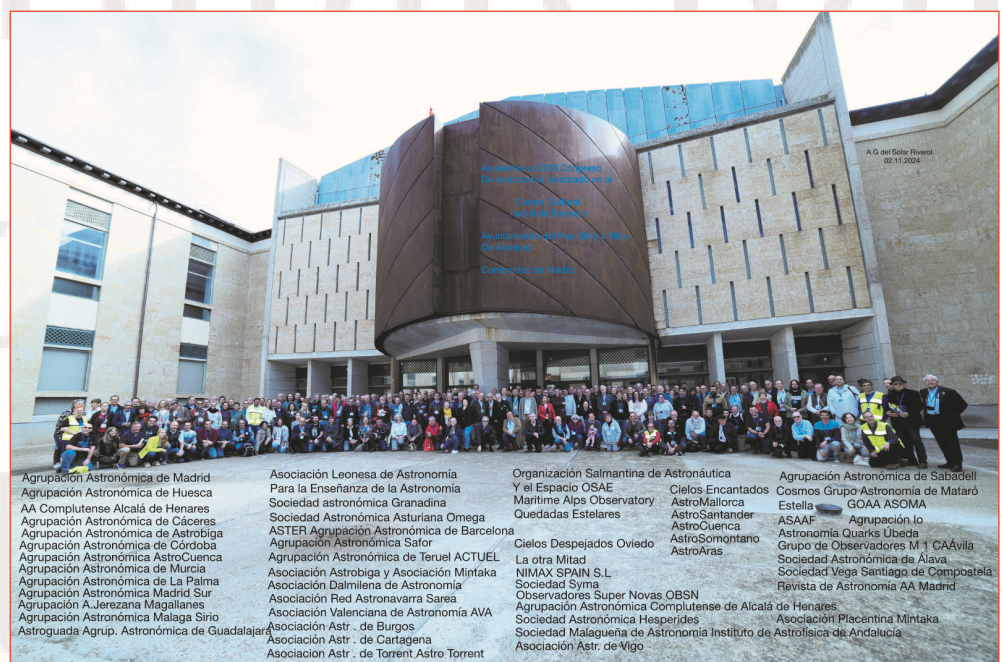 A.G del Solar Riverol
02.11.2024
Congreso
celebrado en el
Ayuntamiento del Real Sitio y Villa
Agrupación Astronómica de Madrid
Agrupación Astronómica de Huesca
AA Complutense Alcalá de Henares
Agrupación Astronómica de Cáceres
Agrupación Astronómica de Astrobiga
Agrupación Astronómica de Córdoba
Agrupación Astronómica AstroCuenca
Agrupación Astronómica de Murcia
Agrupación Astronómica de La Palma
Agrupación Astronómica Madrid Sur
Agrupación A.Jerezana Magallanes
Agrupación Astronómica Malaga Sirio
Astroguada Agrup. Astronómica de Guadalajara
Asociación Leonesa de Astronomía
Para la Enseñanza de la Astronomía
Sociedad astronómica Granadina
Sociedad Astronómica Asturiana Omega
ASTER Agrupación Astronómica de Barcelona
Agrupación Astronómica Safor
Agrupación Astronómica de Teruel ACTUEL
Asociación Astrobiga y Asociación Mintaka
Asociación Dalmilena de Astronomía
Asociación Red Astronavarra Sarea
Asociación Valenciana de Astronomía AVA
Asociación Astr . de Burgos
Asociación Astr . de Cartagena
Asociacion Astr . de Torrent Astro Torrent
Organización Salmantina de Astronáutica
Y el Espacio OSAE
Maritime Alps Observatory
Quedadas Estelares
Cielos Despejados Oviedo
La otra Mitad
NIMAX SPAIN S.L
Sociedad Syma
Observadores Super Novas OBSN
Agrupación Astronómica Complutense de Alcalá de Henares
Sociedad Astronómica Hesperides
Sociedad Malagueña de Astronomía Instituto de Astrofísica de Andalucía
Asociación Astr. de Vigo
Cielos Encantados
AstroMallorca
AstroSantander
AstroCuenca
AstroSomontano
AstroAras
Agrupación Astronómica de Sabadell
Cosmos Grupo Astronomía de Mataró
Estella GOAA ASOMA
ASAAF Agrupación Io
Astronomía Quarks Úbeda
Grupo de Observadores M 1 CAÁvila
Sociedad Astronómica de Álava
Sociedad Vega Santiago de Compostela
Revista de Astronomía AA Madrid
Asociación Placentina Mintaka